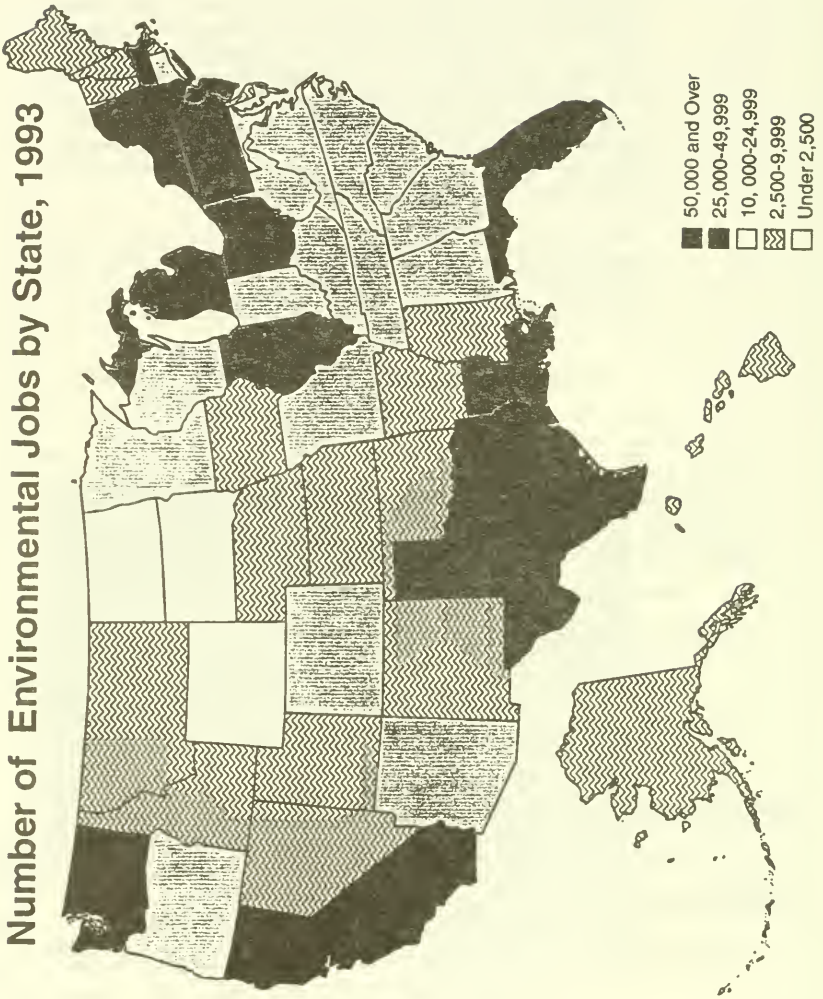 Number of Environmental Jobs by State, 1993
50,000 and Over
25,000-49,999
10, 000-24,999
2,500-9,999
Under 2,500